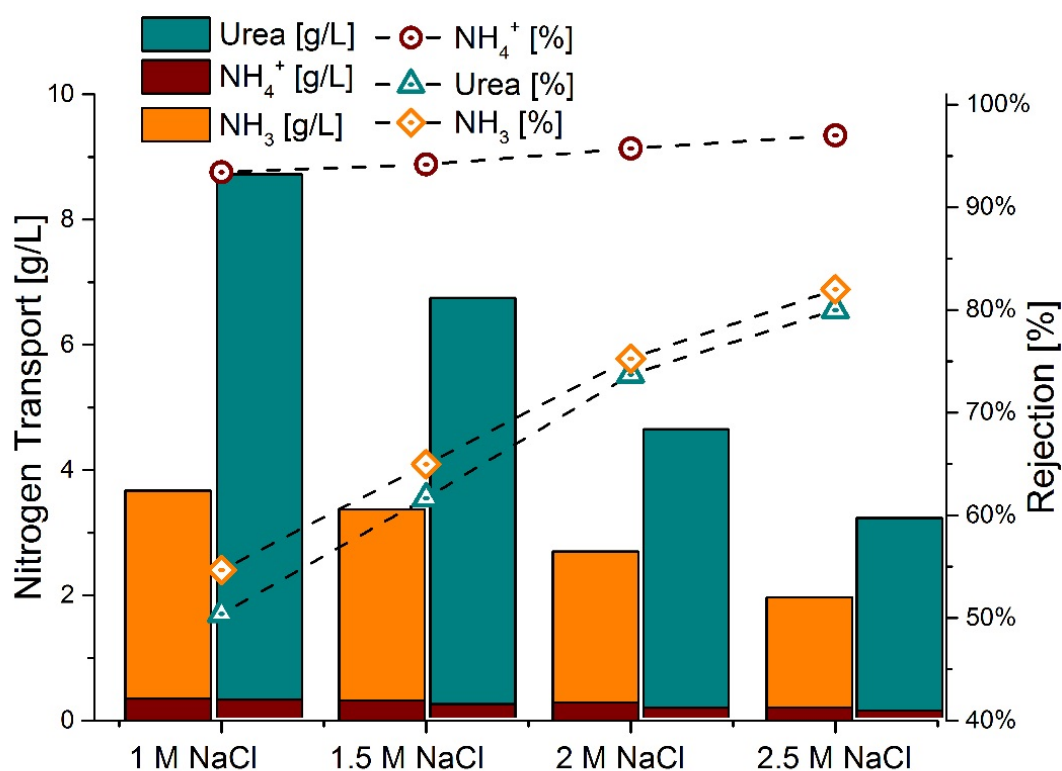 Urea [g/L]
NH₄⁺ [g/L]
NH₃ [g/L]
NH₄⁺ [%]
Urea [%]
NH₃ [%]
Nitrogen Transport [g/L]
10
8
6
4
2
0
100%
90%
80%
70%
60%
50%
40%
Rejection [%]
1 M NaCl 1.5 M NaCl 2 M NaCl 2.5 M NaCl